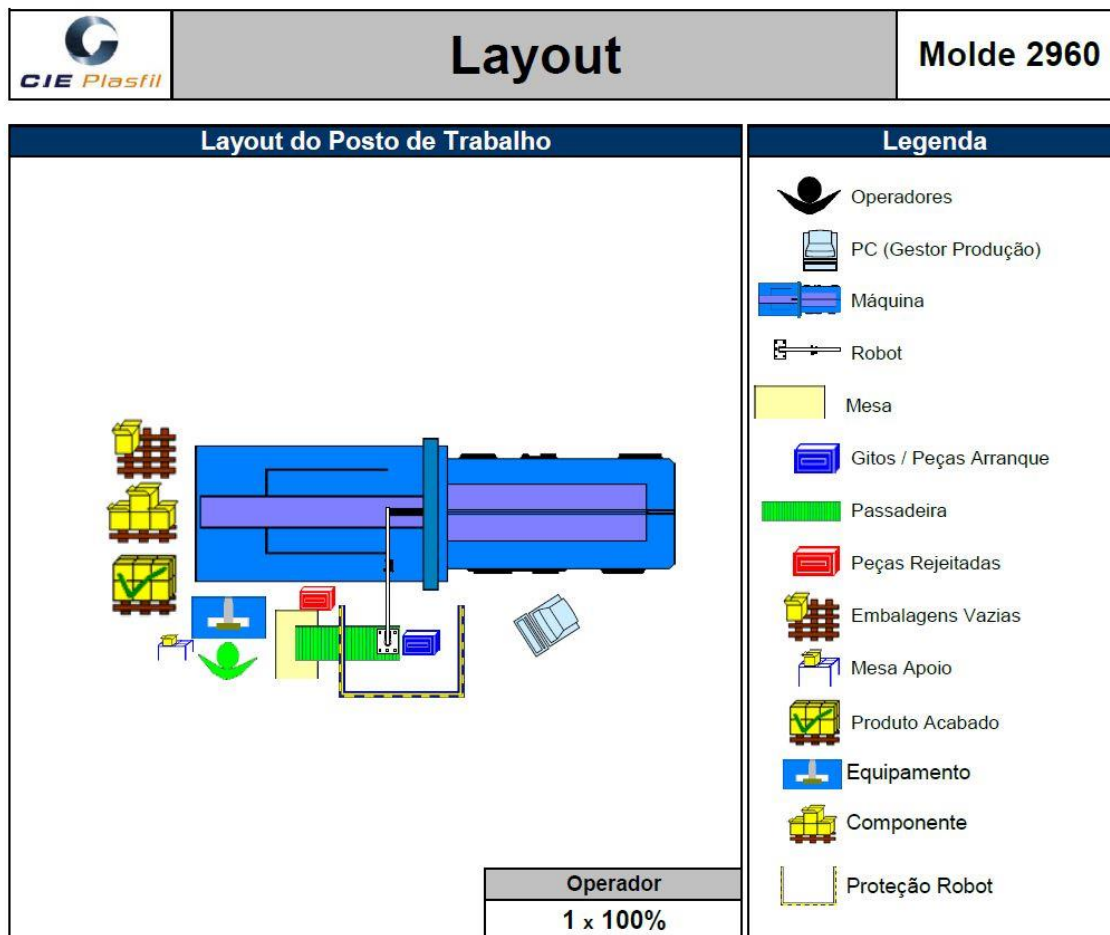 CIE Plasfil
Layout
Molde 2960
Layout do Posto de Trabalho
Legenda
Operadores
PC (Gestor Produção)
Máquina
Robot
Mesa
Gitos / Peças Arranque
Passadeira
Peças Rejeitadas
Embalagens Vazias
Mesa Apoio
Produto Acabado
Equipamento
Componente
Proteção Robot
Operador
1 x 100%